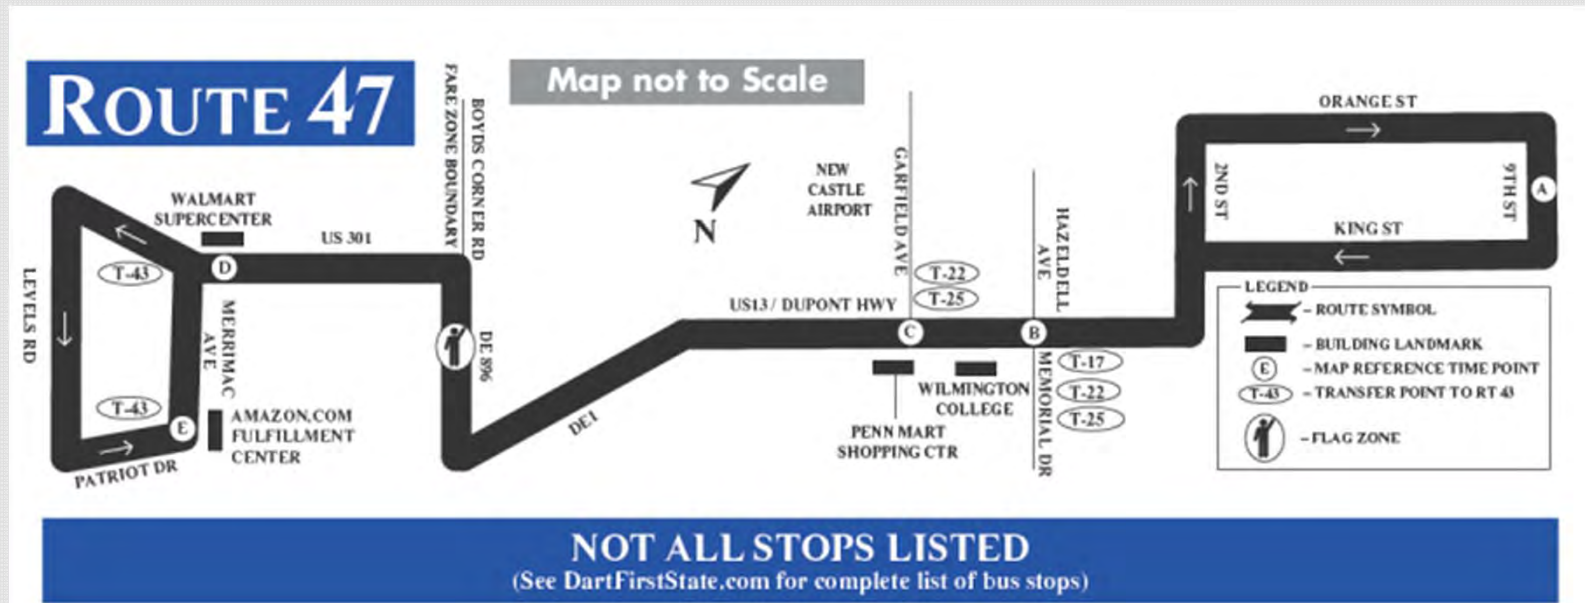 ROUTE 47
Map not to Scale
FARE ZONE BOUNDARY
BOYDS CORNER RD
ORANGE ST
2ND ST
9TH ST
A
KING ST
NEW
CASTLE
AIRPORT
GARFIELD AVE
HAZELDELL
AVE
N
WALMART
SUPERCENTER
US 301
T-43
D
LEVELS RD
MERRIMAC
AVE
T-43
E
AMAZON.COM
FULFILLMENT
CENTER
PATRIOT DR
DE 896
DE1
US13 / DUPONT HWY
T-22
T-25
C
B
T-17
T-22
T-25
MEMORIAL DR
WILMINGTON
COLLEGE
PENN MART
SHOPPING CTR
LEGEND
– ROUTE SYMBOL
– BUILDING LANDMARK
E – MAP REFERENCE TIME POINT
T-43 – TRANSFER POINT TO RT 43
– FLAG ZONE
NOT ALL STOPS LISTED
(See DartFirstState.com for complete list of bus stops)